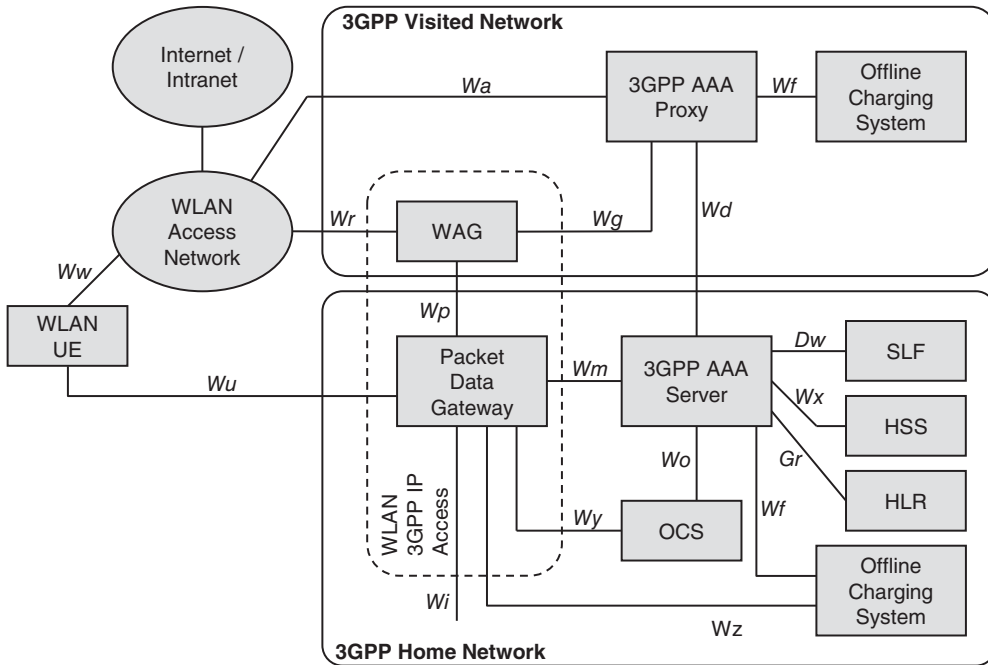 3GPP Visited Network
Internet /
Intranet
Wa
3GPP AAA
Proxy
Wf
Offline
Charging
System
WLAN
Access
Network
Wr
WAG
Wg
Wd
Ww
WLAN
UE
Wp
Wu
Packet
Data
Gateway
Wm
3GPP AAA
Server
Dw
SLF
Wx
HSS
Gr
HLR
Wo
Wf
WLAN
3GPP IP
Access
Wy
OCS
Offline
Charging
System
Wi
Wz
3GPP Home Network